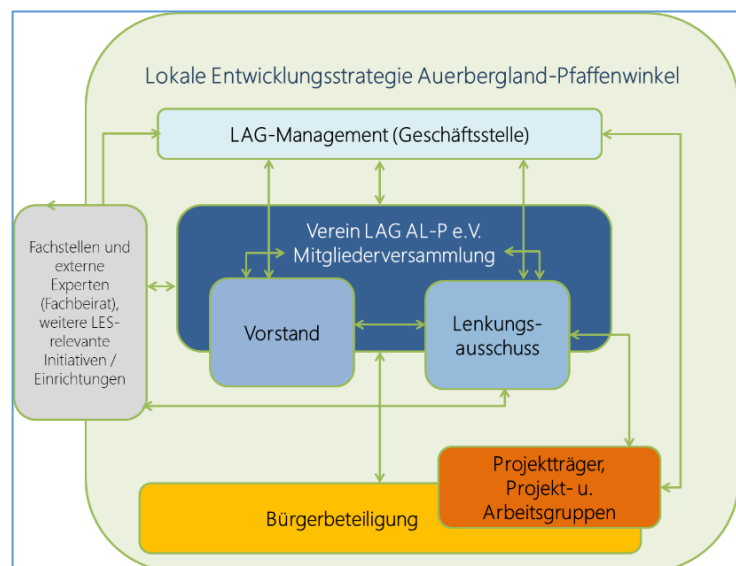 Lokale Entwicklungsstrategie Auerbergland-Pfaffenwinkel
LAG-Management (Geschäftsstelle)
Fachstellen und
externe
Experten
(Fachbeirat),
weitere LES-
relevante
Initiativen /
Einrichtungen
Verein LAG AL-P e.V.
Mitgliederversammlung
Vorstand
Lenkungs-
ausschuss
Projektträger,
Projekt- u.
Arbeitsgruppen
Bürgerbeteiligung